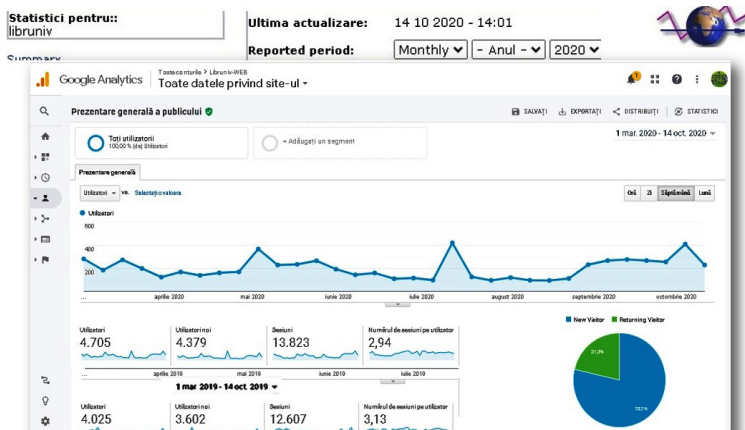 Statistici pentru::
libruniv
Summary
Ultima actualizare: 14 10 2020 - 14:01
Reported period: Monthly - Anul - 2020
Google Analytics
Toate conturile > Libruniv-WEB
Toate datele privind site-ul
Prezentare generală a publicului
SALVAȚI EXPORTAȚI DISTRIBUIȚI STATISTICI
Toți utilizatorii
100,00 % (da) Utilizatori
+ Adăugați un segment
1 mar. 2020 - 14 oct. 2020
Prezentare generală
Utilizatori vs. Selectați o valoare
Oră Zi Săptămână Lună
Utilizatori
600
400
200
... aprilie 2020 mai 2020 iunie 2020 iulie 2020 august 2020 septembrie 2020 octombrie 2020
New Visitor Returning Visitor
Utilizatori Utilizatori noi Sesiuni Numărul de sesiuni pe utilizator
4.705 4.379 13.823 2,94
... aprilie 2019 mai 2019 iunie 2019 iulie 2019
1 mar 2019 - 14 oct. 2019
Utilizatori Utilizatori noi Sesiuni Numărul de sesiuni pe utilizator
4.025 3.602 12.607 3,13